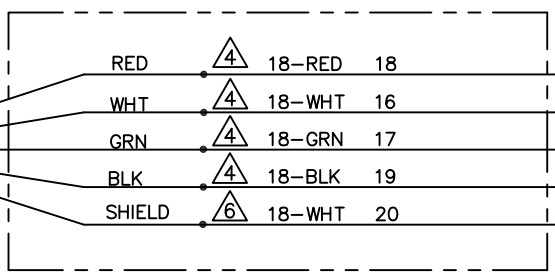 RED 4 18-RED 18
WHT 4 18-WHT 16
GRN 4 18-GRN 17
BLK 4 18-BLK 19
SHIELD 6 18-WHT 20